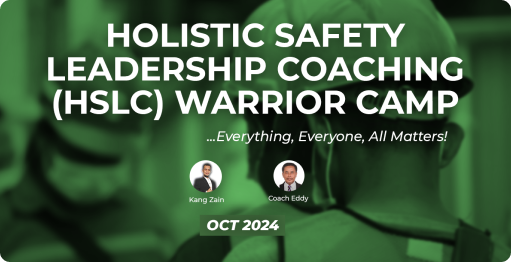 HOLISTIC SAFETY
LEADERSHIP COACHING
(HSLC) WARRIOR CAMP
...Everything, Everyone, All Matters!
Kang Zain
Coach Eddy
OCT 2024